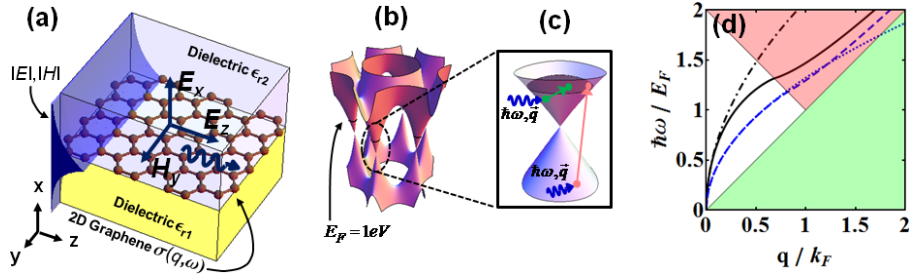 (a)
Dielectric ϵr2
|E|,|H|
Ex
Ez
Hy
Dielectric ϵr1
2D Graphene σ(q,ω)
x
y
z
(b)
EF=1eV
(c)
ℏω,q⃗
ℏω,q⃗
(d)
2
1.5
1
0.5
0
ℏω / EF
0
0.5
1
1.5
2
q / kF